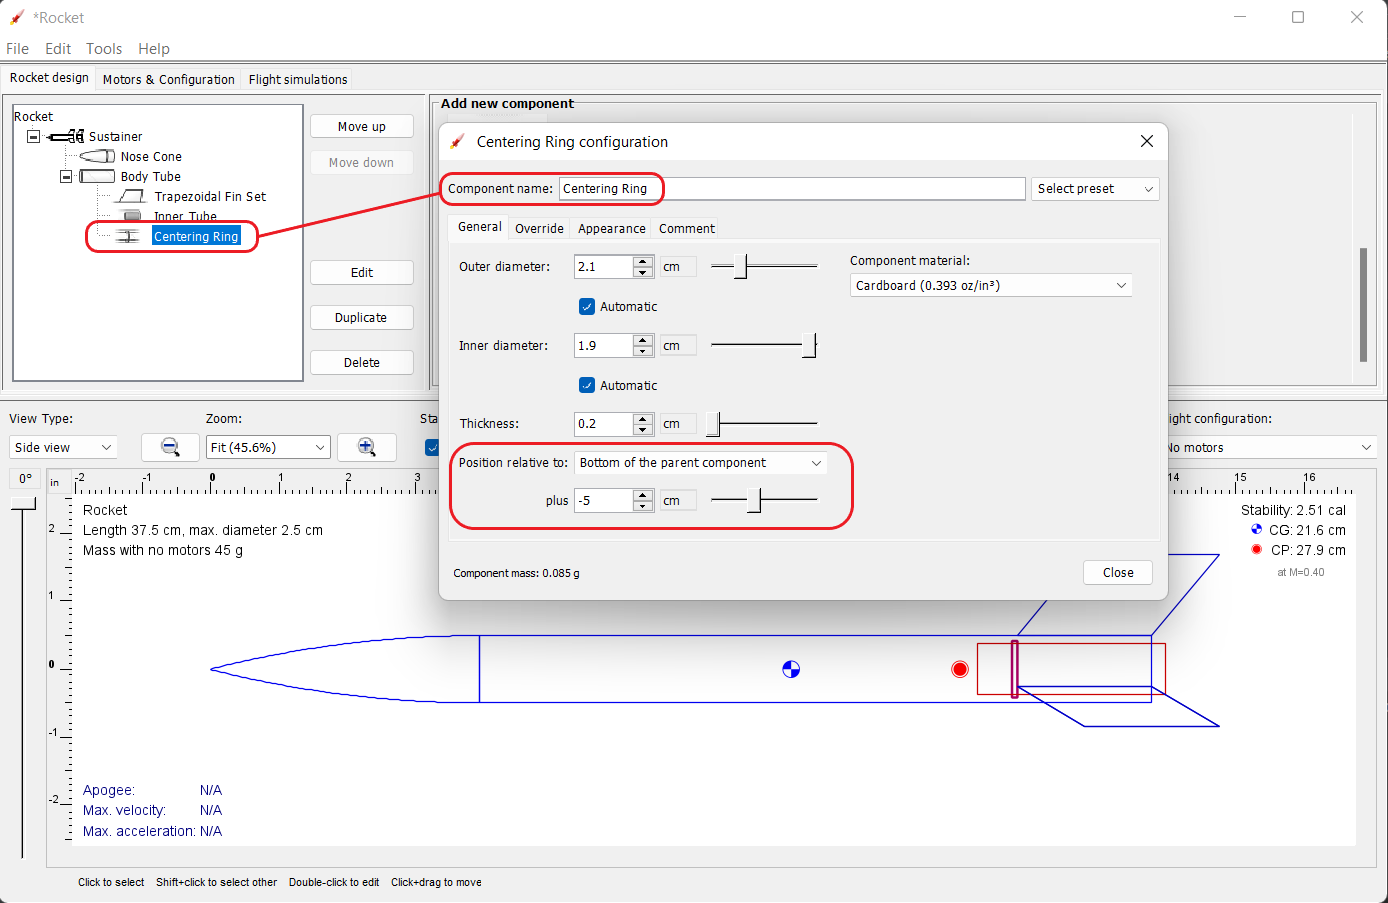 *Rocket
File Edit Tools Help
Rocket design Motors & Configuration Flight simulations
Rocket
Sustainer
Nose Cone
Body Tube
Trapezoidal Fin Set
Inner Tube
Centering Ring
Move up
Move down
Edit
Duplicate
Delete
Add new component
Centering Ring configuration
Component name: Centering Ring Select preset
General Override Appearance Comment
Outer diameter: 2.1 cm
Automatic
Inner diameter: 1.9 cm
Automatic
Thickness: 0.2 cm
Position relative to: Bottom of the parent component
plus -5 cm
Component material:
Cardboard (0.393 oz/in³)
Component mass: 0.085 g
Close
View Type:
Side view
Zoom:
Fit (45.6%)
Sta
ight configuration:
No motors
0°
in -2 -1 0 1 2 3 14 15 16
2
1
0
-1
-2
Rocket
Length 37.5 cm, max. diameter 2.5 cm
Mass with no motors 45 g
Stability: 2.51 cal
CG: 21.6 cm
CP: 27.9 cm
at M=0.40
Apogee: N/A
Max. velocity: N/A
Max. acceleration: N/A
Click to select Shift+click to select other Double-click to edit Click+drag to move